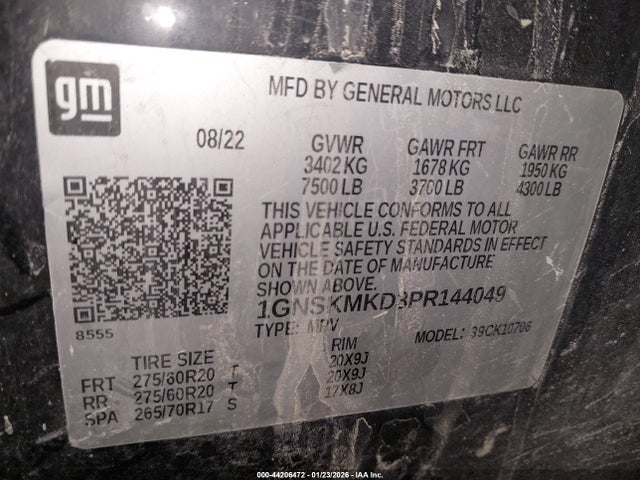 gm
MFD BY GENERAL MOTORS LLC
08/22 GVWR GAWR FRT GAWR RR
3402 KG 1678 KG 1950 KG
7500 LB 3700 LB 4300 LB
THIS VEHICLE CONFORMS TO ALL
APPLICABLE U.S. FEDERAL MOTOR
VEHICLE SAFETY STANDARDS IN EFFECT
ON THE DATE OF MANUFACTURE
SHOWN ABOVE.
1GNSKMKD3PR144049
8555
TYPE: MPV MODEL: 39CK10706
TIRE SIZE RIM
FRT 275/60R20 T 20X9J
RR 275/60R20 T 20X9J
SPA 265/70R17 S 17X8J
000-44206472 - 01/23/2026 - IAA Inc.